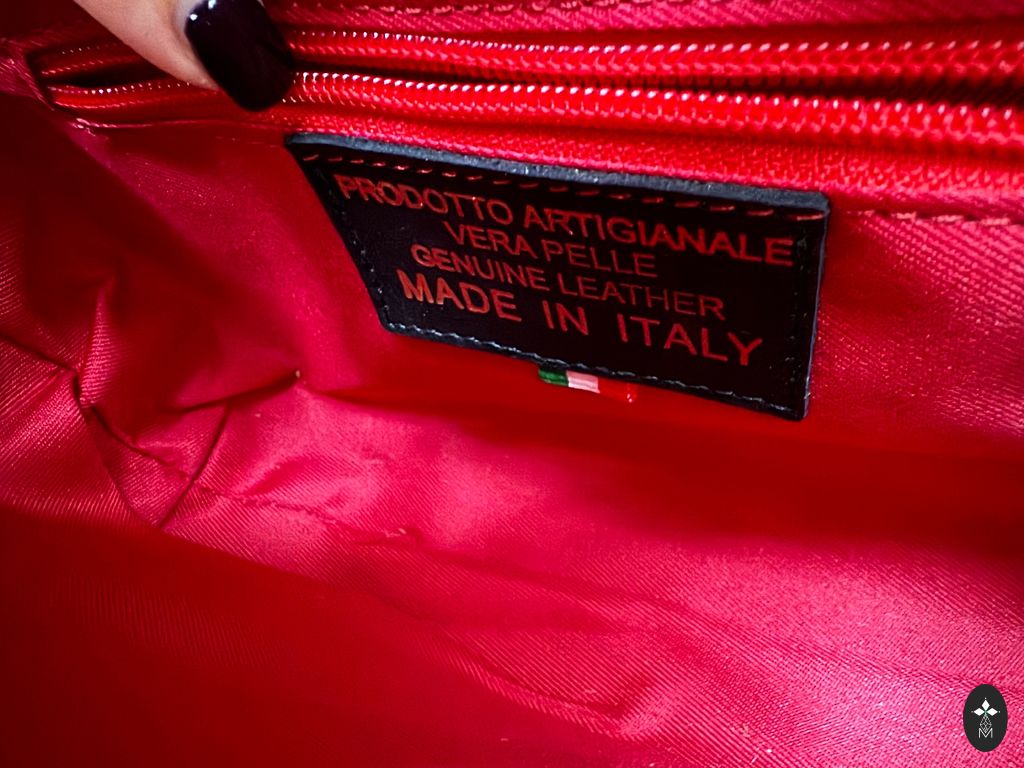 PRODOTTO ARTIGIANALE
VERA PELLE
GENUINE LEATHER
MADE IN ITALY
M